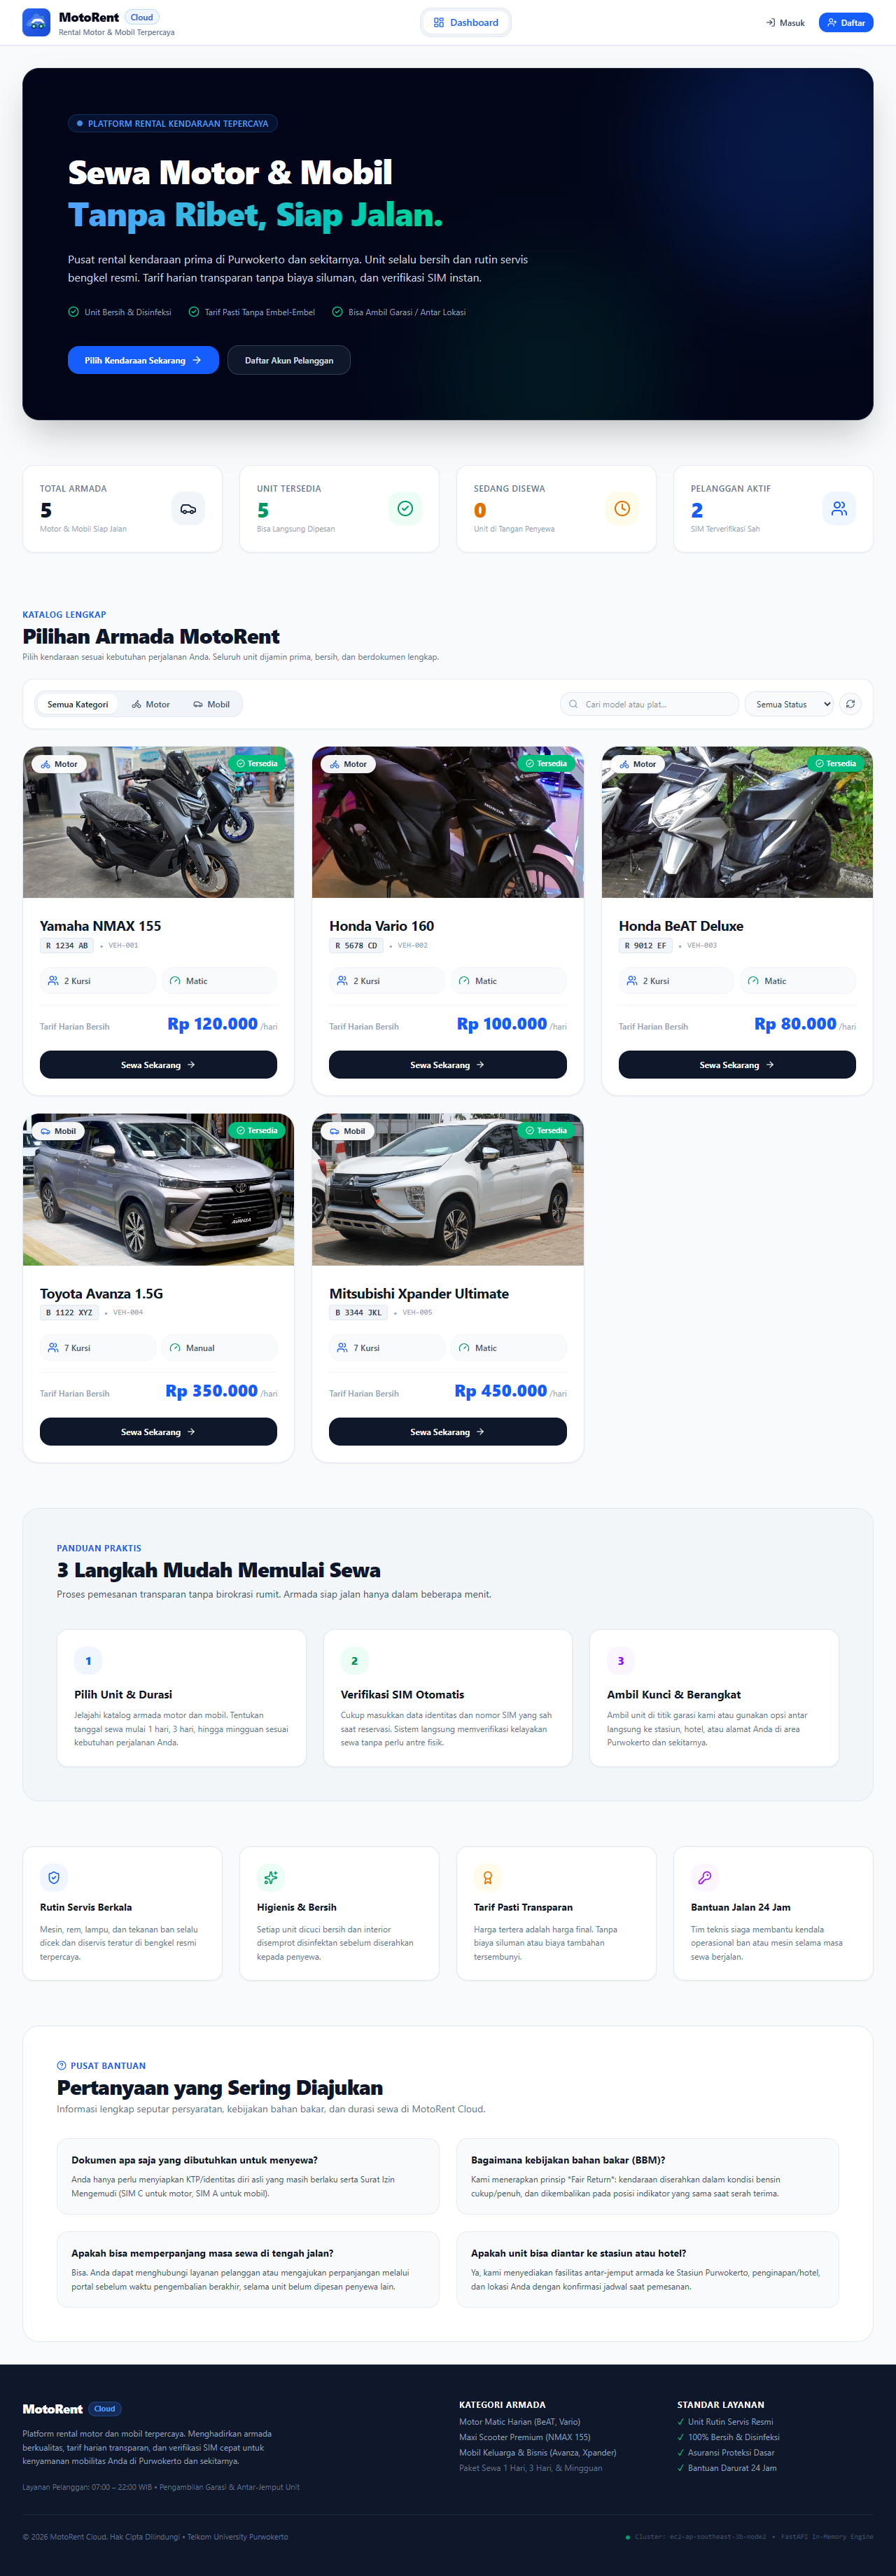 MotoRent Cloud
Rental Motor & Mobil Terpercaya
Dashboard
Masuk
Daftar
PLATFORM RENTAL KENDARAAN TEPERCAYA
Sewa Motor & Mobil
Tanpa Ribet, Siap Jalan.
Pusat rental kendaraan prima di Purwokerto dan sekitarnya. Unit selalu bersih dan rutin servis
bengkel resmi. Tarif harian transparan tanpa biaya siluman, dan verifikasi SIM instan.
Unit Bersih & Disinfeksi
Tarif Pasti Tanpa Embel-Embel
Bisa Ambil Garasi / Antar Lokasi
Pilih Kendaraan Sekarang
Daftar Akun Pelanggan
TOTAL ARMADA
5
Motor & Mobil Siap Jalan
UNIT TERSEDIA
5
Bisa Langsung Dipesan
SEDANG DISEWA
0
Unit di Tangan Penyewa
PELANGGAN AKTIF
2
SIM Terverifikasi Sah
KATALOG LENGKAP
Pilihan Armada MotoRent
Pilih kendaraan sesuai kebutuhan perjalanan Anda. Seluruh unit dijamin prima, bersih, dan berdokumen lengkap.
Semua Kategori
Motor
Mobil
Cari model atau plat...
Semua Status
Motor
Tersedia
Yamaha NMAX 155
R 1234 AB • VEH-001
2 Kursi
Matic
Tarif Harian Bersih
Rp 120.000 /hari
Sewa Sekarang
Motor
Tersedia
HONDA
Honda Vario 160
R 5678 CD • VEH-002
2 Kursi
Matic
Tarif Harian Bersih
Rp 100.000 /hari
Sewa Sekarang
Motor
Tersedia
Honda BeAT Deluxe
R 9012 EF • VEH-003
2 Kursi
Matic
Tarif Harian Bersih
Rp 80.000 /hari
Sewa Sekarang
Mobil
Tersedia
AVANZA
Toyota Avanza 1.5G
B 1122 XYZ • VEH-004
7 Kursi
Manual
Tarif Harian Bersih
Rp 350.000 /hari
Sewa Sekarang
Mobil
Tersedia
Mitsubishi Xpander Ultimate
B 3344 JKL • VEH-005
7 Kursi
Matic
Tarif Harian Bersih
Rp 450.000 /hari
Sewa Sekarang
PANDUAN PRAKTIS
3 Langkah Mudah Memulai Sewa
Proses pemesanan transparan tanpa birokrasi rumit. Armada siap jalan hanya dalam beberapa menit.
1
Pilih Unit & Durasi
Jelajahi katalog armada motor dan mobil. Tentukan
tanggal sewa mulai 1 hari, 3 hari, hingga mingguan sesuai
kebutuhan perjalanan Anda.
2
Verifikasi SIM Otomatis
Cukup masukkan data identitas dan nomor SIM yang sah
saat reservasi. Sistem langsung memverifikasi kelayakan
sewa tanpa perlu antre fisik.
3
Ambil Kunci & Berangkat
Ambil unit di titik garasi kami atau gunakan opsi antar
langsung ke stasiun, hotel, atau alamat Anda di area
Purwokerto dan sekitarnya.
Rutin Servis Berkala
Mesin, rem, lampu, dan tekanan ban selalu
dicek dan diservis teratur di bengkel resmi
terpercaya.
Higienis & Bersih
Setiap unit dicuci bersih dan interior
disemprot disinfektan sebelum diserahkan
kepada penyewa.
Tarif Pasti Transparan
Harga tertera adalah harga final. Tanpa
biaya siluman atau biaya tambahan
tersembunyi.
Bantuan Jalan 24 Jam
Tim teknis siaga membantu kendala
operasional ban atau mesin selama masa
sewa berjalan.
PUSAT BANTUAN
Pertanyaan yang Sering Diajukan
Informasi lengkap seputar persyaratan, kebijakan bahan bakar, dan durasi sewa di MotoRent Cloud.
Dokumen apa saja yang dibutuhkan untuk menyewa?
Anda hanya perlu menyiapkan KTP/identitas diri asli yang masih berlaku serta Surat Izin
Mengemudi (SIM C untuk motor, SIM A untuk mobil).
Bagaimana kebijakan bahan bakar (BBM)?
Kami menerapkan prinsip *Fair Return*: kendaraan diserahkan dalam kondisi bensin
cukup/penuh, dan dikembalikan pada posisi indikator yang sama saat serah terima.
Apakah bisa memperpanjang masa sewa di tengah jalan?
Bisa. Anda dapat menghubungi layanan pelanggan atau mengajukan perpanjangan melalui
portal sebelum waktu pengembalian berakhir, selama unit belum dipesan penyewa lain.
Apakah unit bisa diantar ke stasiun atau hotel?
Ya, kami menyediakan fasilitas antar-jemput armada ke Stasiun Purwokerto, penginapan/hotel,
dan lokasi Anda dengan konfirmasi jadwal saat pemesanan.
MotoRent Cloud
Platform rental motor dan mobil terpercaya. Menghadirkan armada
berkualitas, tarif harian transparan, dan verifikasi SIM cepat untuk
kenyamanan mobilitas Anda di Purwokerto dan sekitarnya.
Layanan Pelanggan: 07:00 – 22:00 WIB • Pengambilan Garasi & Antar-Jemput Unit
KATEGORI ARMADA
Motor Matic Harian (BeAT, Vario)
Maxi Scooter Premium (NMAX 155)
Mobil Keluarga & Bisnis (Avanza, Xpander)
Paket Sewa 1 Hari, 3 Hari, & Mingguan
STANDAR LAYANAN
✓ Unit Rutin Servis Resmi
✓ 100% Bersih & Disinfeksi
✓ Asuransi Proteksi Dasar
✓ Bantuan Darurat 24 Jam
© 2026 MotoRent Cloud. Hak Cipta Dilindungi • Telkom University Purwokerto
Cluster: ec2-ap-southeast-3b-node2 • FastAPI In-Memory Engine